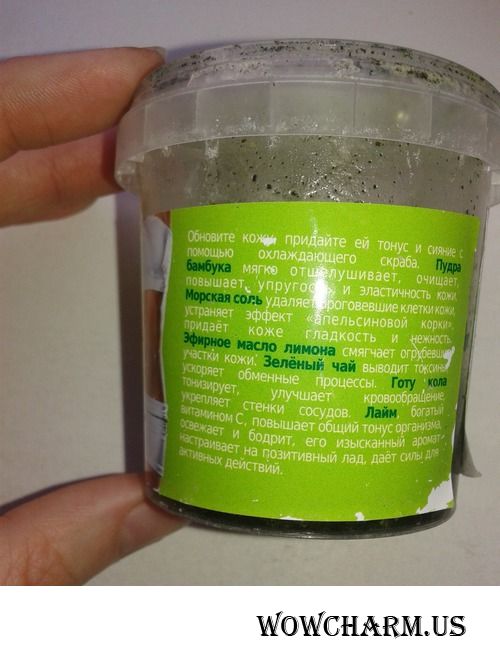 Обновите кожу, придайте ей тонус и сияние с
помощью охлаждающего скраба. Пудра
бамбука мягко отшелушивает, очищает,
повышает упругость и эластичность кожи.
Морская соль удаляет ороговевшие клетки кожи,
устраняет эффект «апельсиновой корки»,
придаёт коже гладкость и нежность.
Эфирное масло лимона смягчает огрубевшие
участки кожи. Зелёный чай выводит токсины,
ускоряет обменные процессы. Готу кола
тонизирует, улучшает кровообращение,
укрепляет стенки сосудов. Лайм богатый
витамином С, повышает общий тонус организма,
освежает и бодрит, его изысканный аромат
настраивает на позитивный лад, даёт силы для
активных действий.
WOWCHARM.US